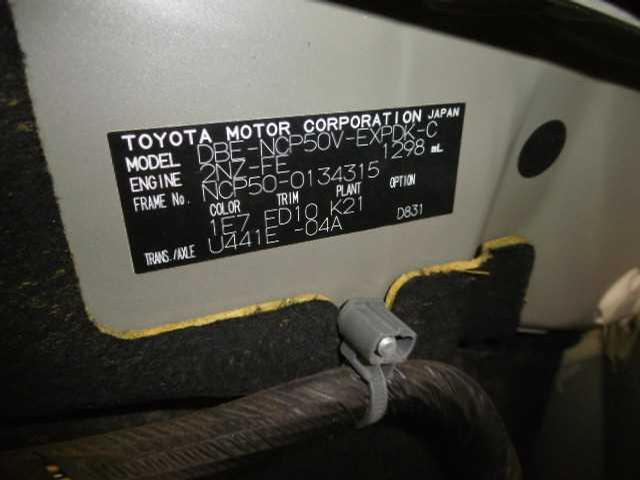 TOYOTA MOTOR CORPORATION JAPAN
MODEL DBE-NCP50V-EXPDK-C
ENGINE 2NZ-FE 1298 mL
FRAME No. NCP50-0134315
COLOR TRIM PLANT OPTION
1E7 ED10 K21 D831
TRANS./AXLE U441E -04A